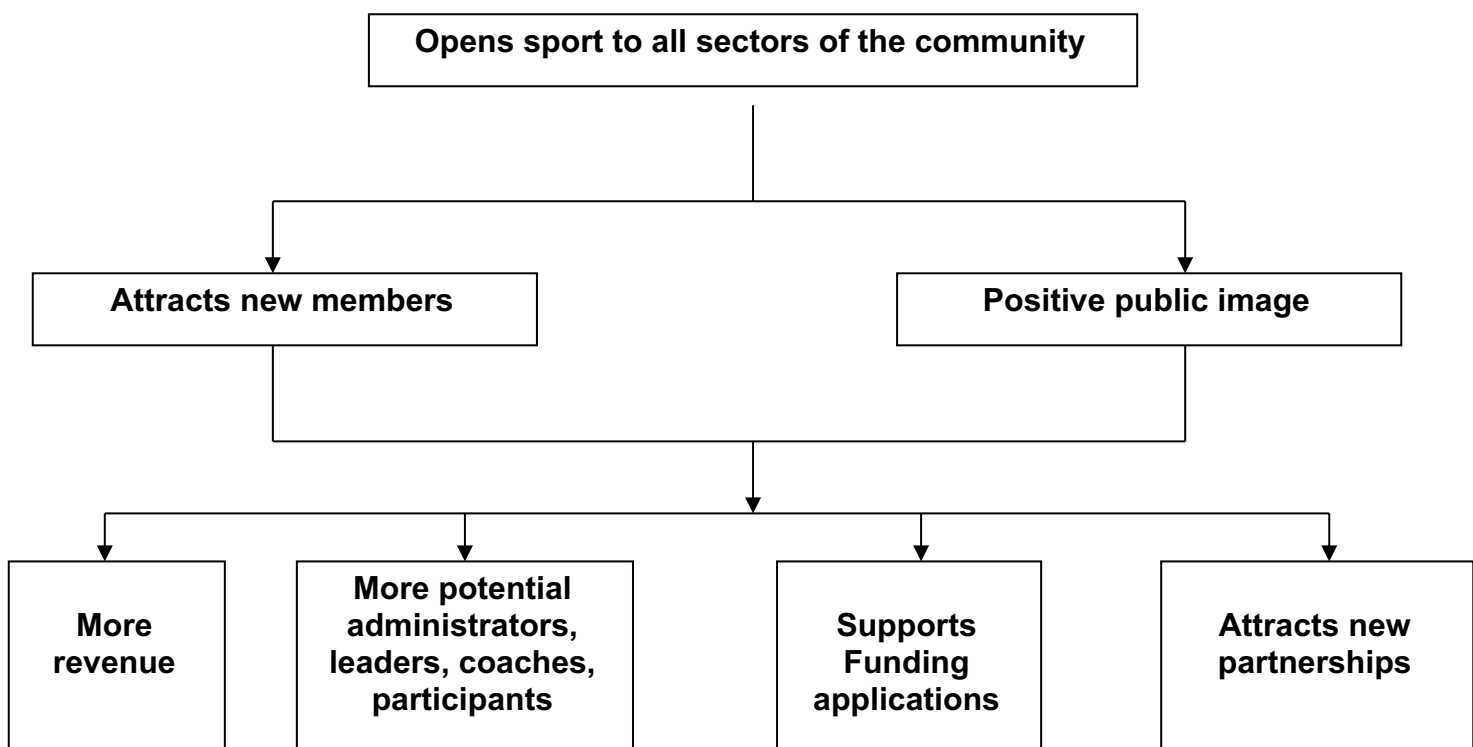 Opens sport to all sectors of the community
Attracts new members
Positive public image
More
revenue
More potential
administrators,
leaders, coaches,
participants
Supports
Funding
applications
Attracts new
partnerships